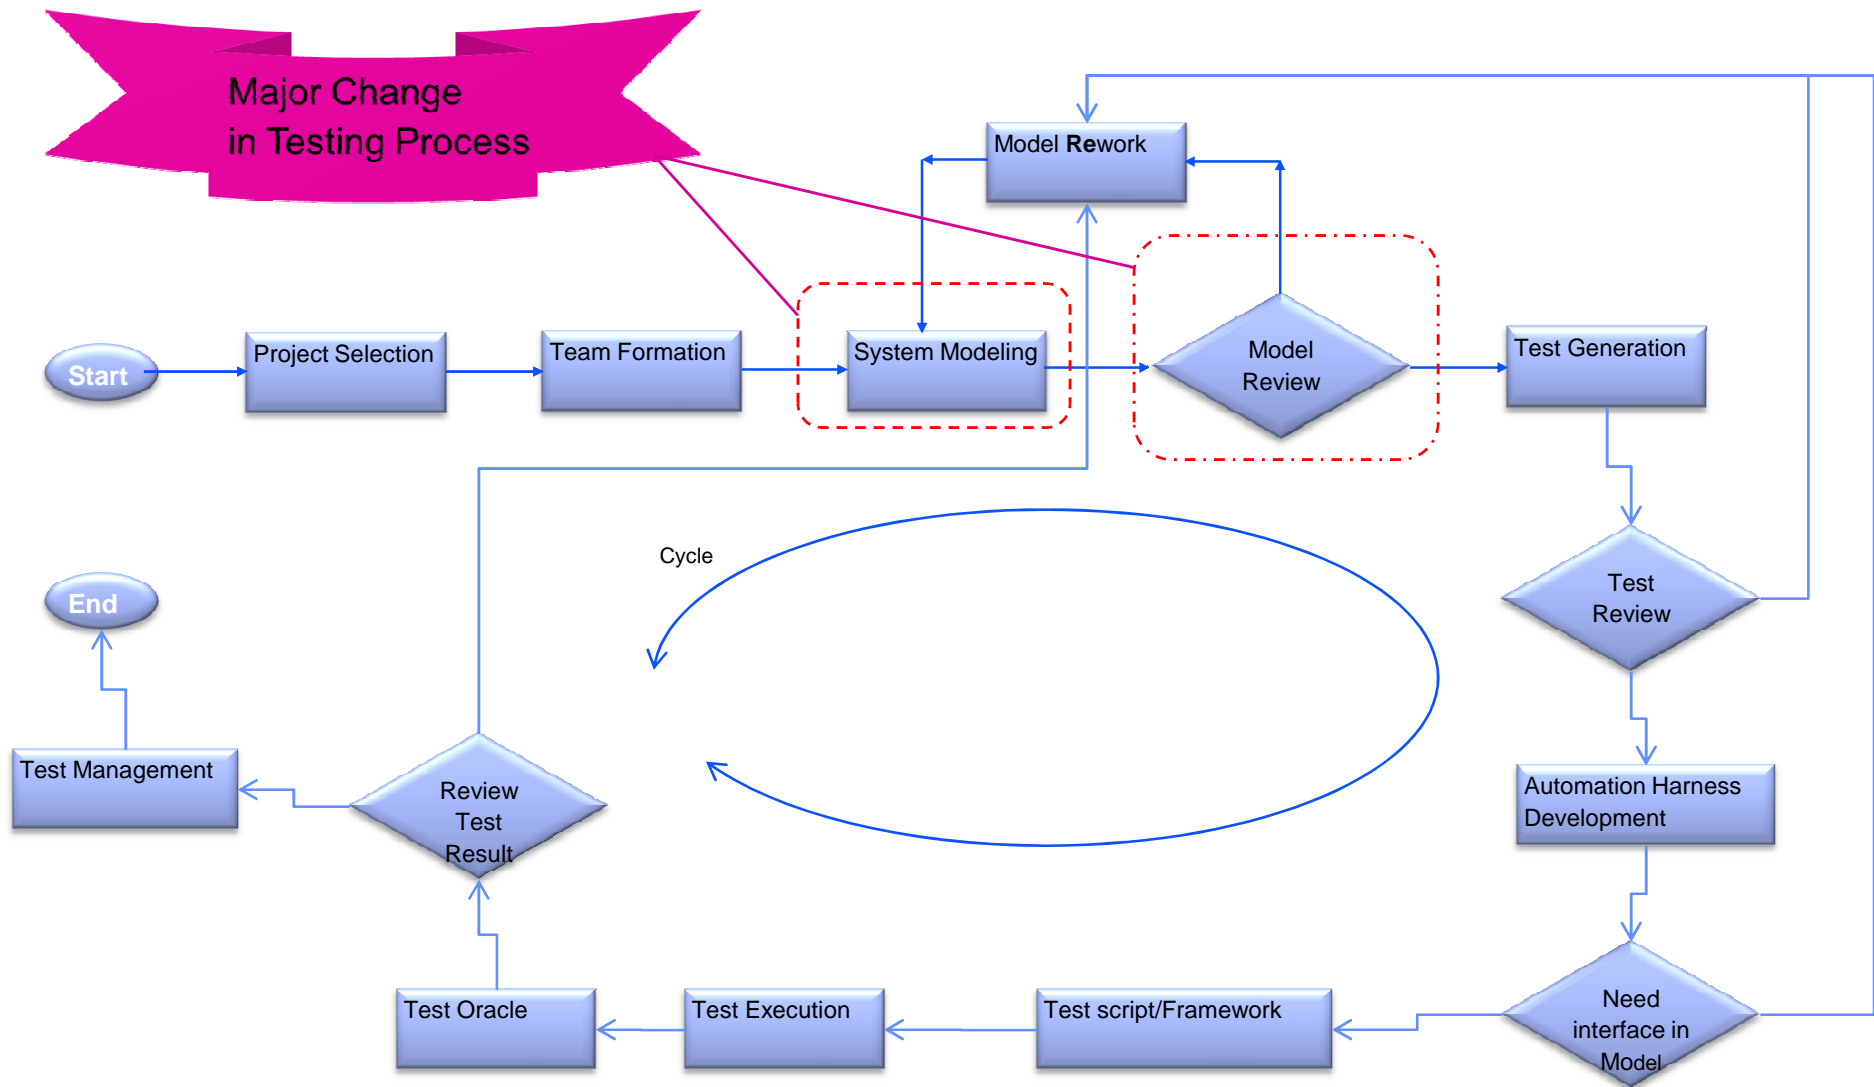 Major Change
in Testing Process
Model Rework
Start
Project Selection
Team Formation
System Modeling
Model
Review
Test Generation
Cycle
Test
Review
End
Test Management
Review
Test
Result
Automation Harness
Development
Test Oracle
Test Execution
Test script/Framework
Need
interface in
Model